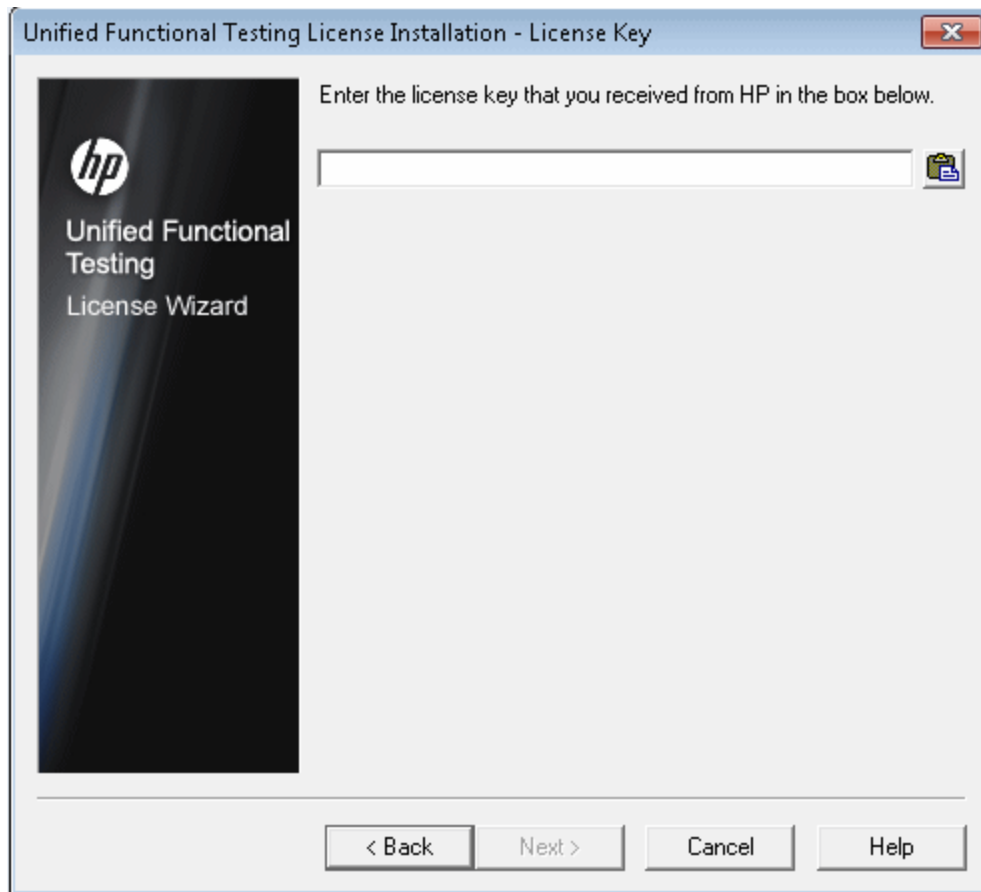 Unified Functional Testing License Installation - License Key
Enter the license key that you received from HP in the box below.
hp
Unified Functional
Testing
License Wizard
< Back
Next >
Cancel
Help